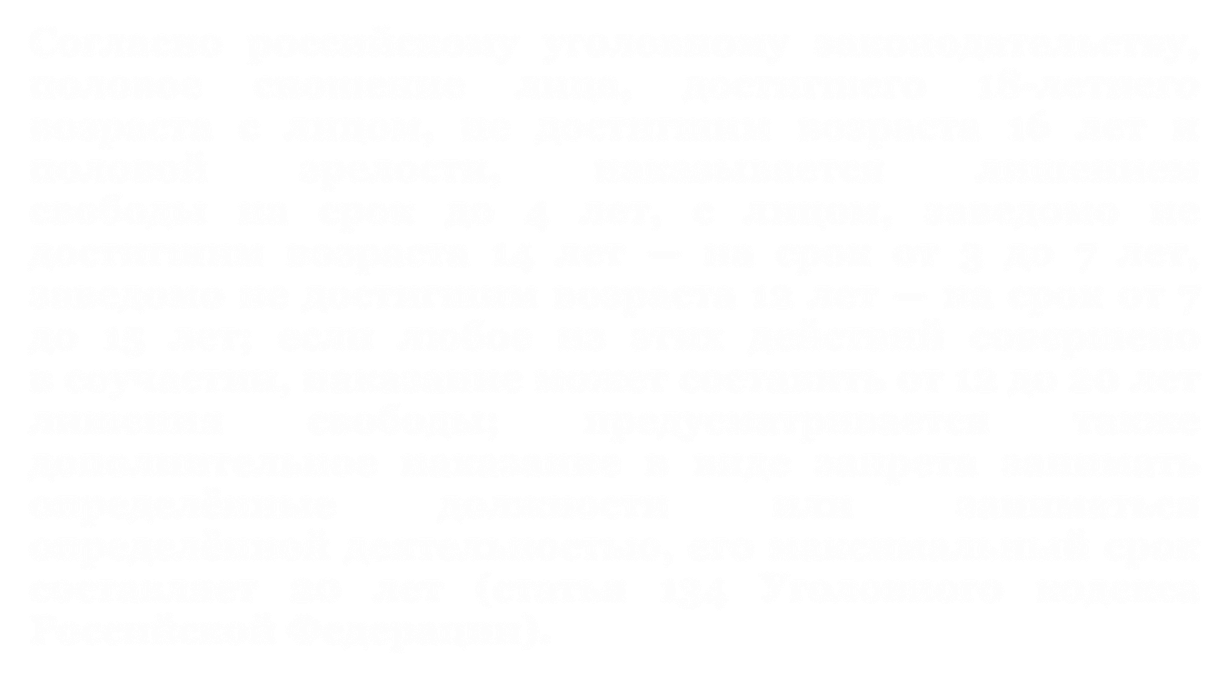 Согласно российскому уголовному законодательству,
половое сношение лица, достигшего 18-летнего
возраста с лицом, не достигшим возраста 16 лет и
половой зрелости, наказывается лишением
свободы на срок до 4 лет, с лицом, заведомо не
достигшим возраста 14 лет — на срок от 3 до 7 лет,
заведомо не достигшим возраста 12 лет — на срок от 7
до 15 лет; если любое из этих действий совершено
в соучастии, наказание может составить от 12 до 20 лет
лишения свободы; предусматривается также
дополнительное наказание в виде запрета занимать
определённые должности или заниматься
определённой деятельностью, его максимальный срок
составляет 20 лет (статья 134 Уголовного кодекса
Российской Федерации).